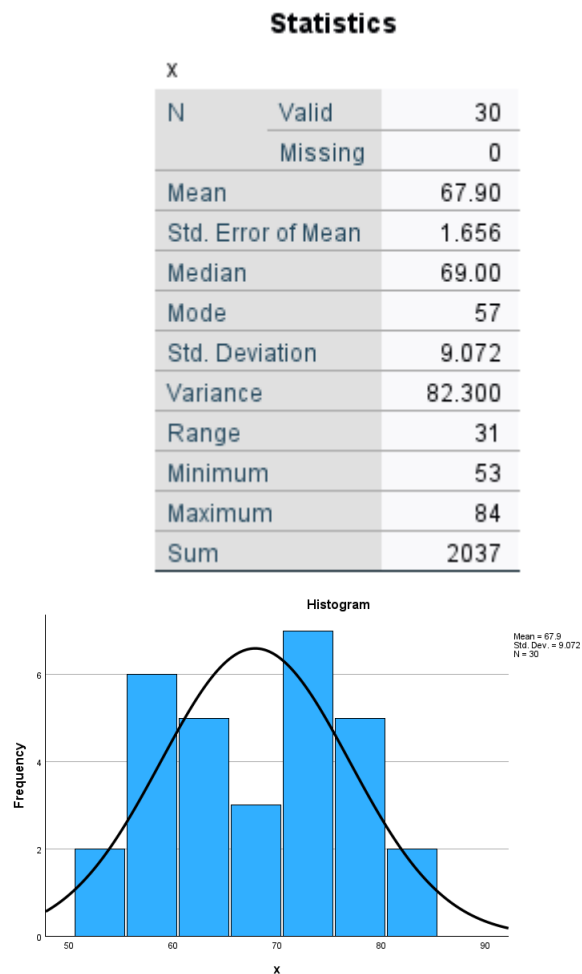 Statistics
x
N Valid 30
Missing 0
Mean 67.90
Std. Error of Mean 1.656
Median 69.00
Mode 57
Std. Deviation 9.072
Variance 82.300
Range 31
Minimum 53
Maximum 84
Sum 2037
Histogram
Mean = 67.9
Std. Dev. = 9.072
N = 30
Frequency
6
4
2
0
50 60 70 80 90
x